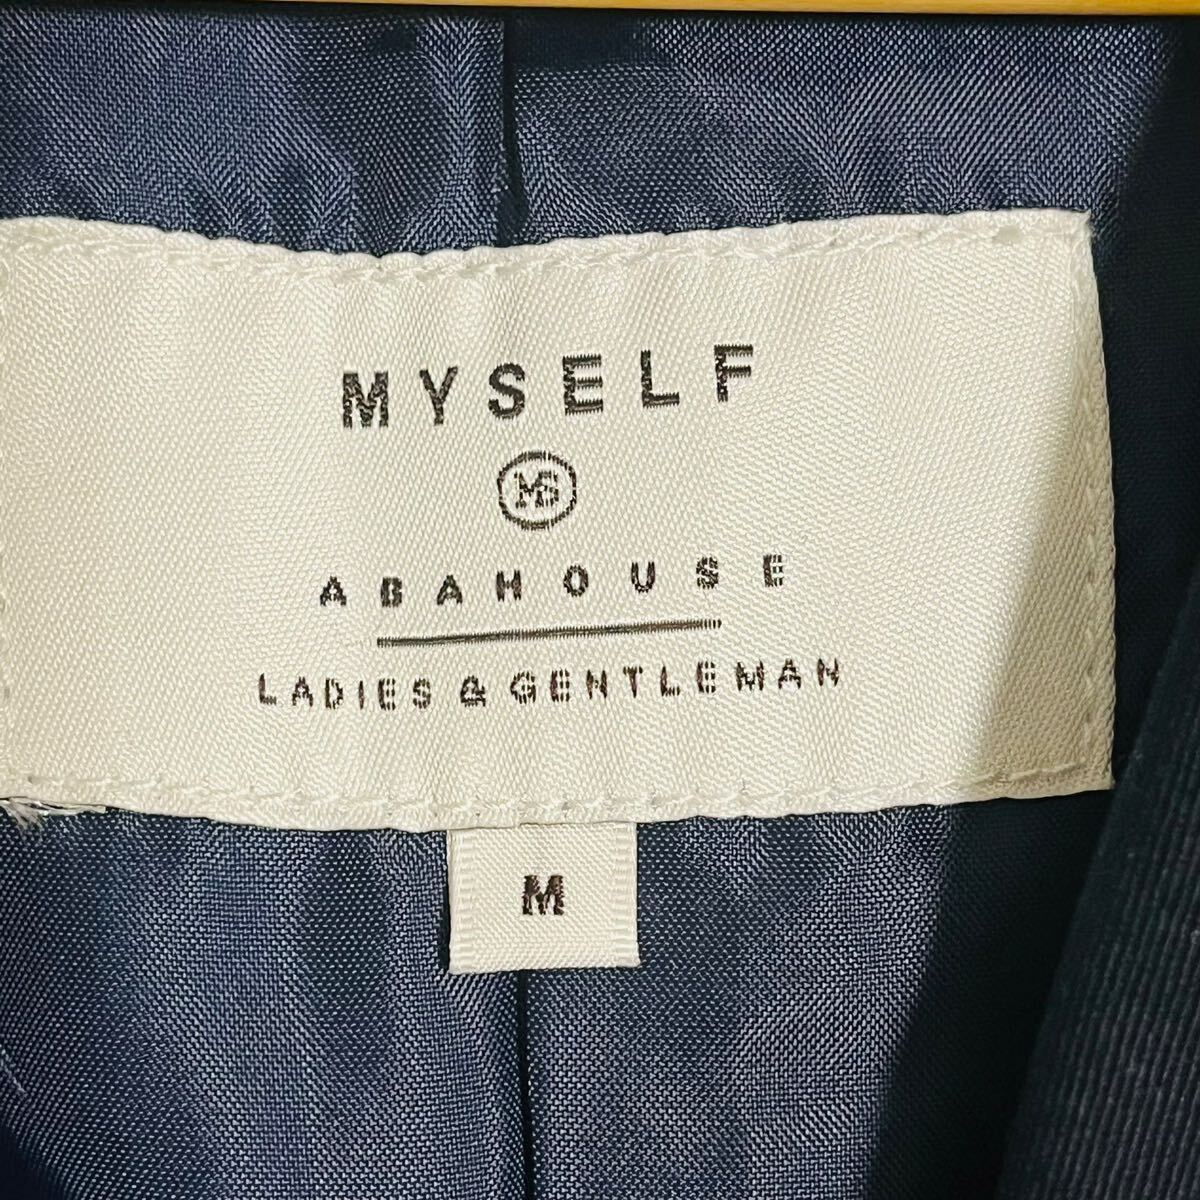 MYSELF
MS
ABAHOUSE
LADIES & GENTLEMAN
M